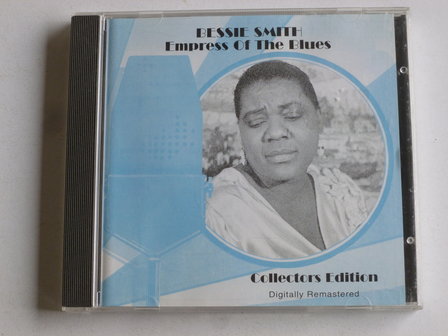 BESSIE SMITH
Empress Of The Blues
Collectors Edition
Digitally Remastered